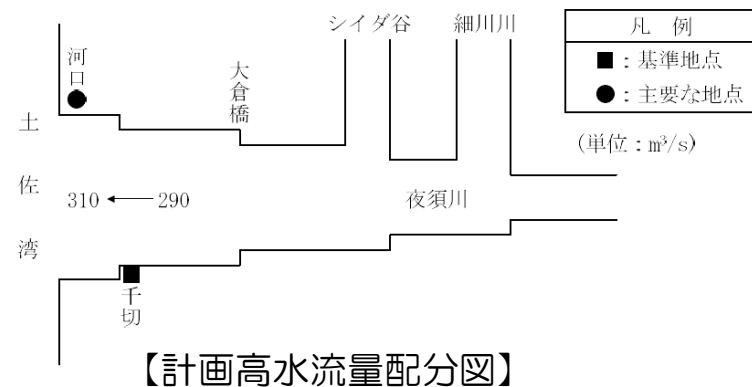 シイダ谷
細川川
凡例
■：基準地点
●：主要な地点
(単位：m³/s)
河口
大倉橋
土佐湾
310 ← 290
夜須川
千切
【計画高水流量配分図】